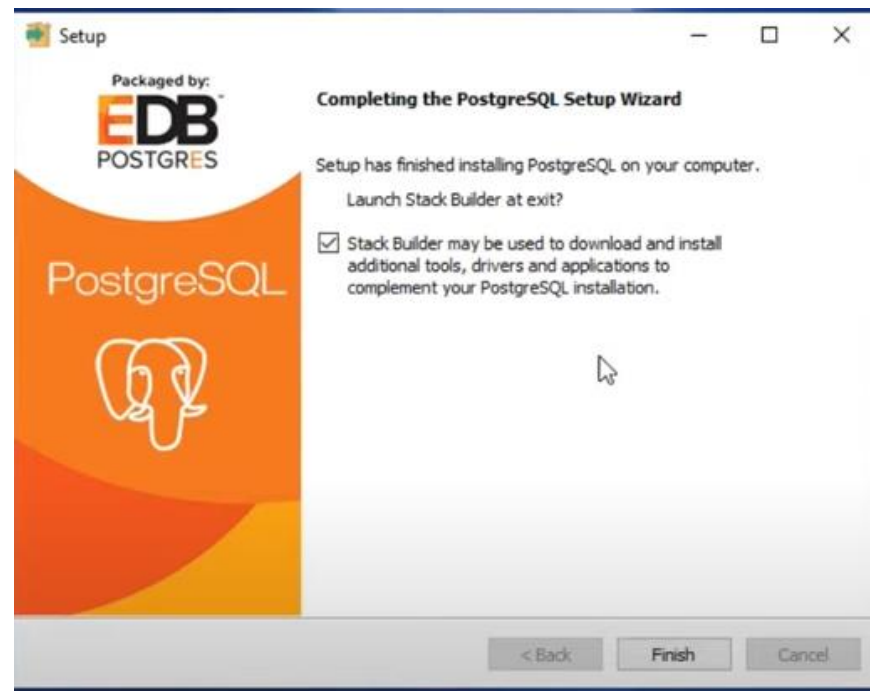 Setup
Packaged by:
EDB
POSTGRES
PostgreSQL
Completing the PostgreSQL Setup Wizard
Setup has finished installing PostgreSQL on your computer.
Launch Stack Builder at exit?
Stack Builder may be used to download and install
additional tools, drivers and applications to
complement your PostgreSQL installation.
< Back
Finish
Cancel